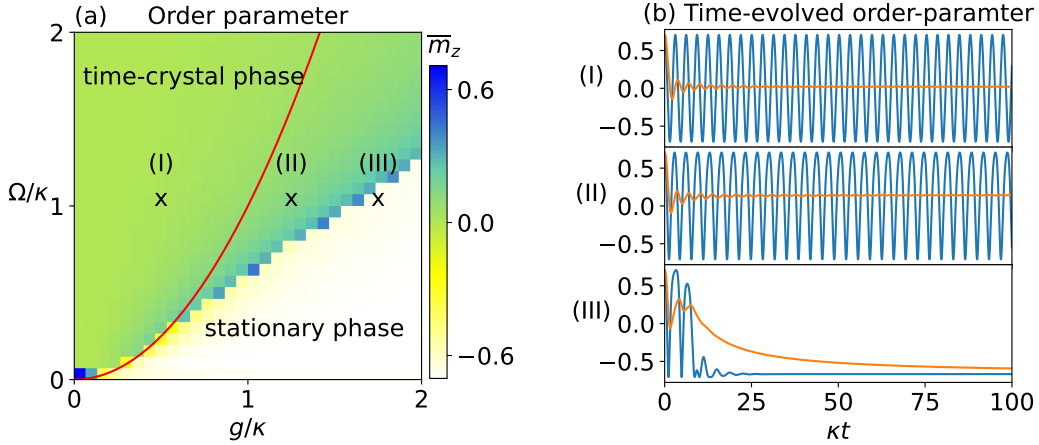 (a) Order parameter
2
1
0
Ω/κ
time-crystal phase
(I)
x
(II)
x
(III)
x
stationary phase
0
1
2
g/κ
m̅z
0.6
0.0
−0.6
(b) Time-evolved order-paramter
(I)
0.5
0.0
−0.5
(II)
0.5
0.0
−0.5
(III)
0.5
0.0
−0.5
0
25
50
75
100
κt